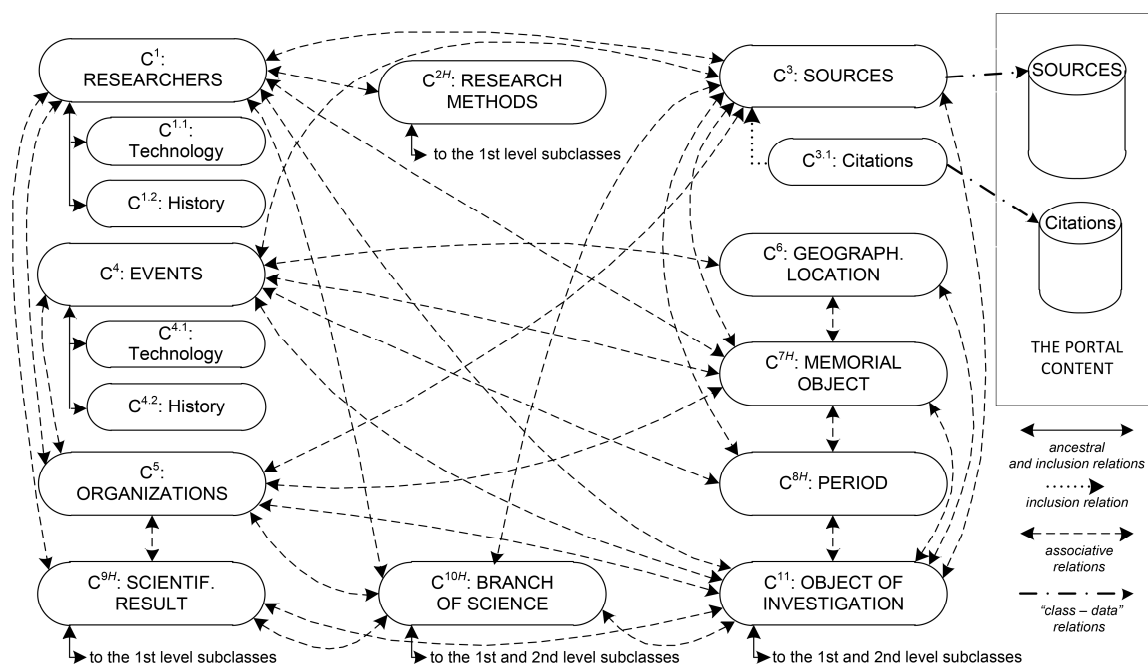 C1:
RESEARCHERS
C1.1:
Technology
C1.2: History
C2H: RESEARCH
METHODS
to the 1st level subclasses
C3: SOURCES
C3.1: Citations
SOURCES
Citations
THE PORTAL
CONTENT
C4: EVENTS
C4.1:
Technology
C4.2: History
C6: GEOGRAPH.
LOCATION
C7H: MEMORIAL
OBJECT
C5:
ORGANIZATIONS
C8H: PERIOD
C9H: SCIENTIF.
RESULT
to the 1st level subclasses
C10H: BRANCH
OF SCIENCE
to the 1st and 2nd level subclasses
C11: OBJECT OF
INVESTIGATION
to the 1st and 2nd level subclasses
ancestral
and inclusion relations
inclusion relation
associative
relations
“class – data”
relations